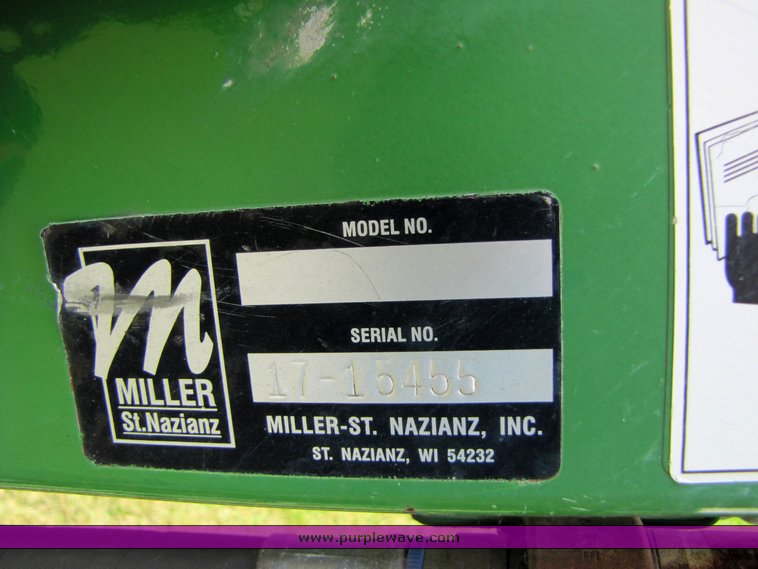 MODEL NO.
SERIAL NO.
17-15455
M
MILLER
St.Nazianz
MILLER-ST. NAZIANZ, INC.
ST. NAZIANZ, WI 54232
www.purplewave.com